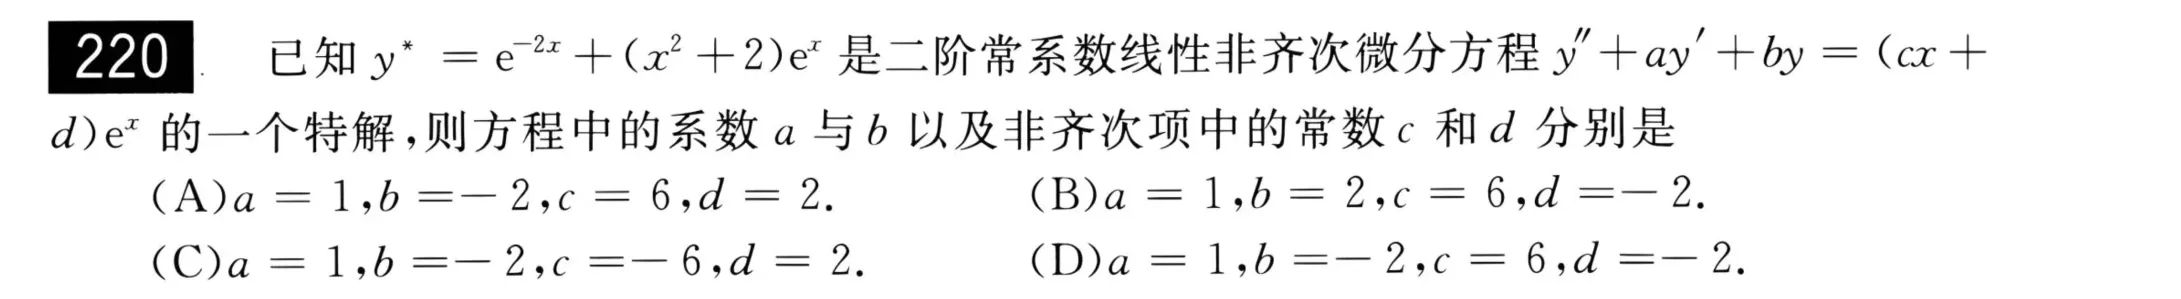 220 已知 y* = e⁻²ˣ + (x² + 2)eˣ 是二阶常系数线性非齐次微分方程 y″ + ay′ + by = (cx +
d)eˣ 的一个特解,则方程中的系数 a 与 b 以及非齐次项中的常数 c 和 d 分别是
(A)a = 1,b =− 2,c = 6,d = 2. (B)a = 1,b = 2,c = 6,d =− 2.
(C)a = 1,b =− 2,c =− 6,d = 2. (D)a = 1,b =− 2,c = 6,d =− 2.